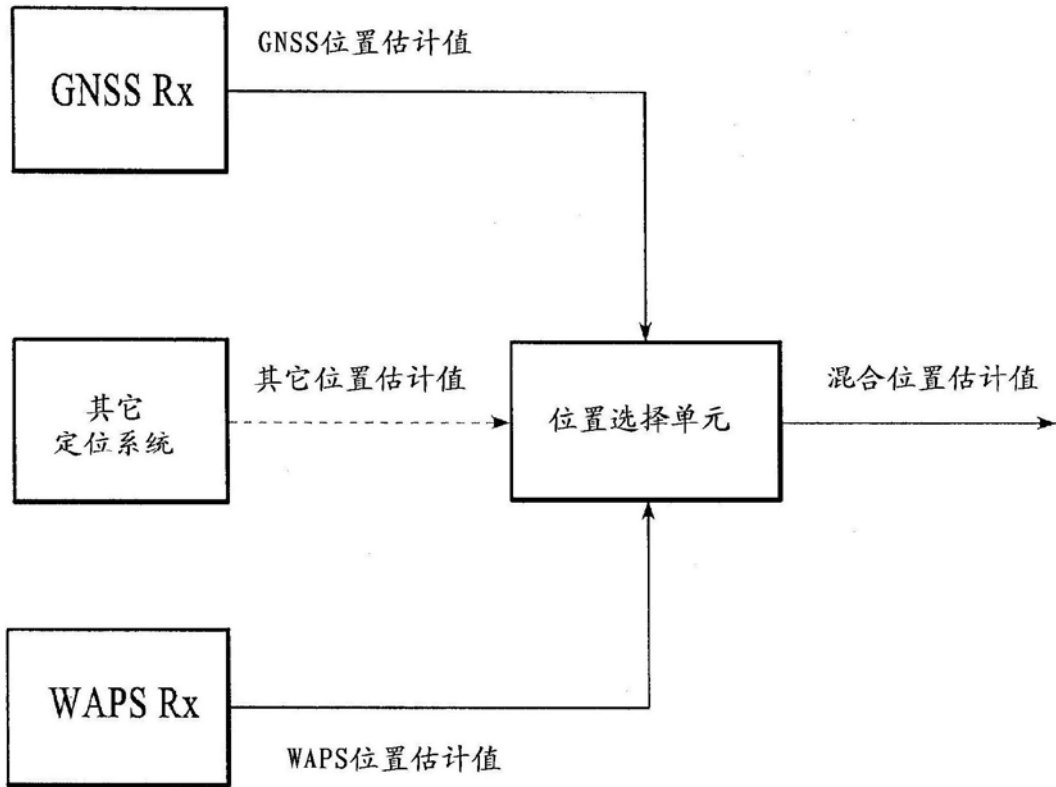 GNSS位置估计值
GNSS Rx
其它位置估计值
混合位置估计值
其它
定位系统
位置选择单元
WAPS Rx
WAPS位置估计值